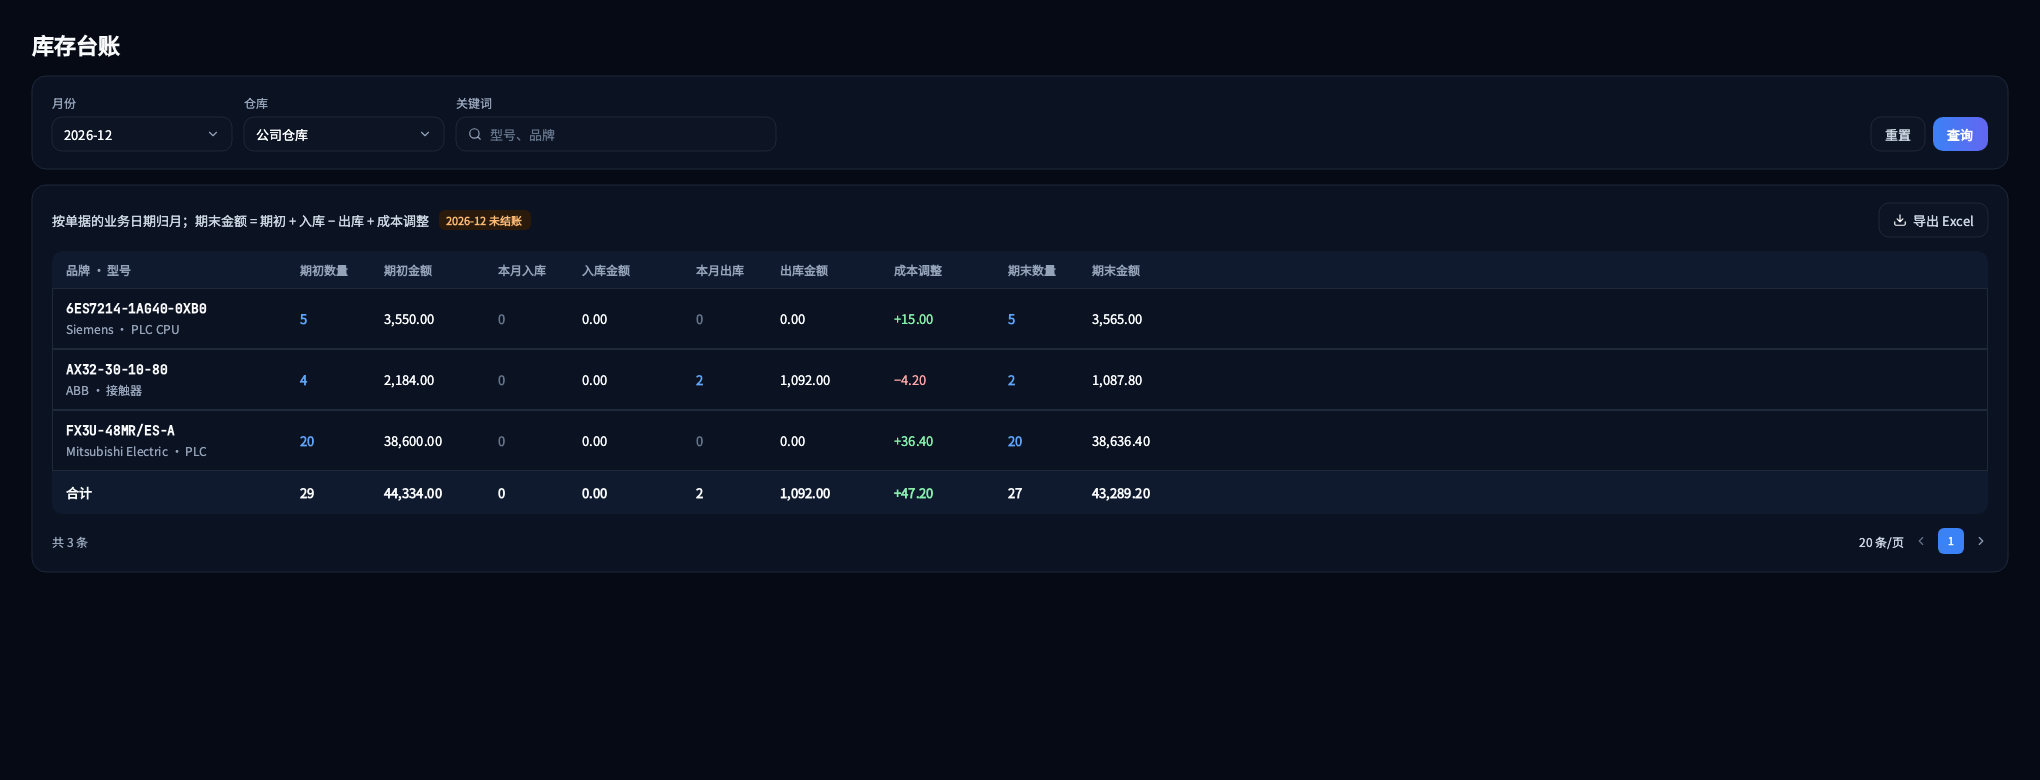 库存台账
月份 仓库 关键词
2026-12 公司仓库 型号、品牌 重置 查询
按单据的业务日期归月；期末金额 = 期初 + 入库 − 出库 + 成本调整 2026-12 未结账 导出 Excel
品牌 • 型号 期初数量 期初金额 本月入库 入库金额 本月出库 出库金额 成本调整 期末数量 期末金额
6ES7214-1AG40-0XB0
Siemens • PLC CPU 5 3,550.00 0 0.00 0 0.00 +15.00 5 3,565.00
AX32-30-10-80
ABB • 接触器 4 2,184.00 0 0.00 2 1,092.00 −4.20 2 1,087.80
FX3U-48MR/ES-A
Mitsubishi Electric • PLC 20 38,600.00 0 0.00 0 0.00 +36.40 20 38,636.40
合计 29 44,334.00 0 0.00 2 1,092.00 +47.20 27 43,289.20
共 3 条 20 条/页 1